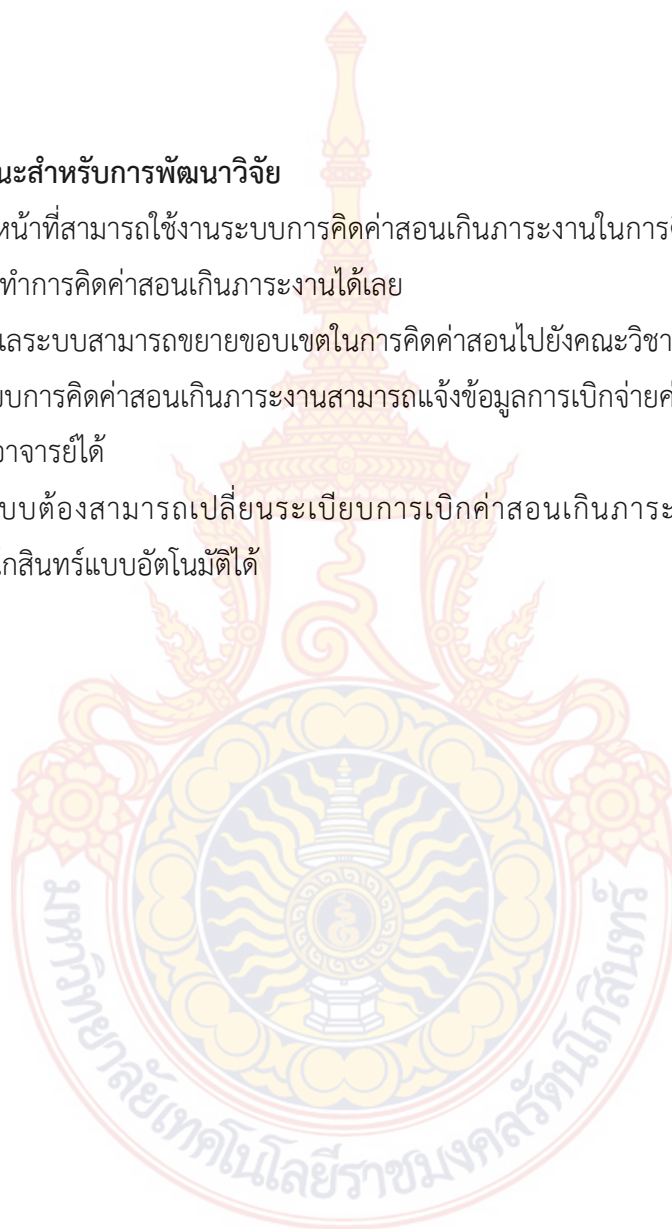 นะสำหรับการพัฒนาวิจัย
หน้าที่สามารถใช้งานระบบการคิดค่าสอนเกินภาระงานในการ
ทำการคิดค่าสอนเกินภาระงานได้เลย
แลระบบสามารถขยายขอบเขตในการคิดค่าสอนไปยังคณะวิชา
บบการคิดค่าสอนเกินภาระงานสามารถแจ้งข้อมูลการเบิกจ่าย
อาจารย์ได้
บบต้องสามารถเปลี่ยนระเบียบการเบิกค่าสอนเกินภาระ
โกสินทร์แบบอัตโนมัติได้
มหาวิทยาลัยเทคโนโลยีราชมงคลรัตนโกสินทร์